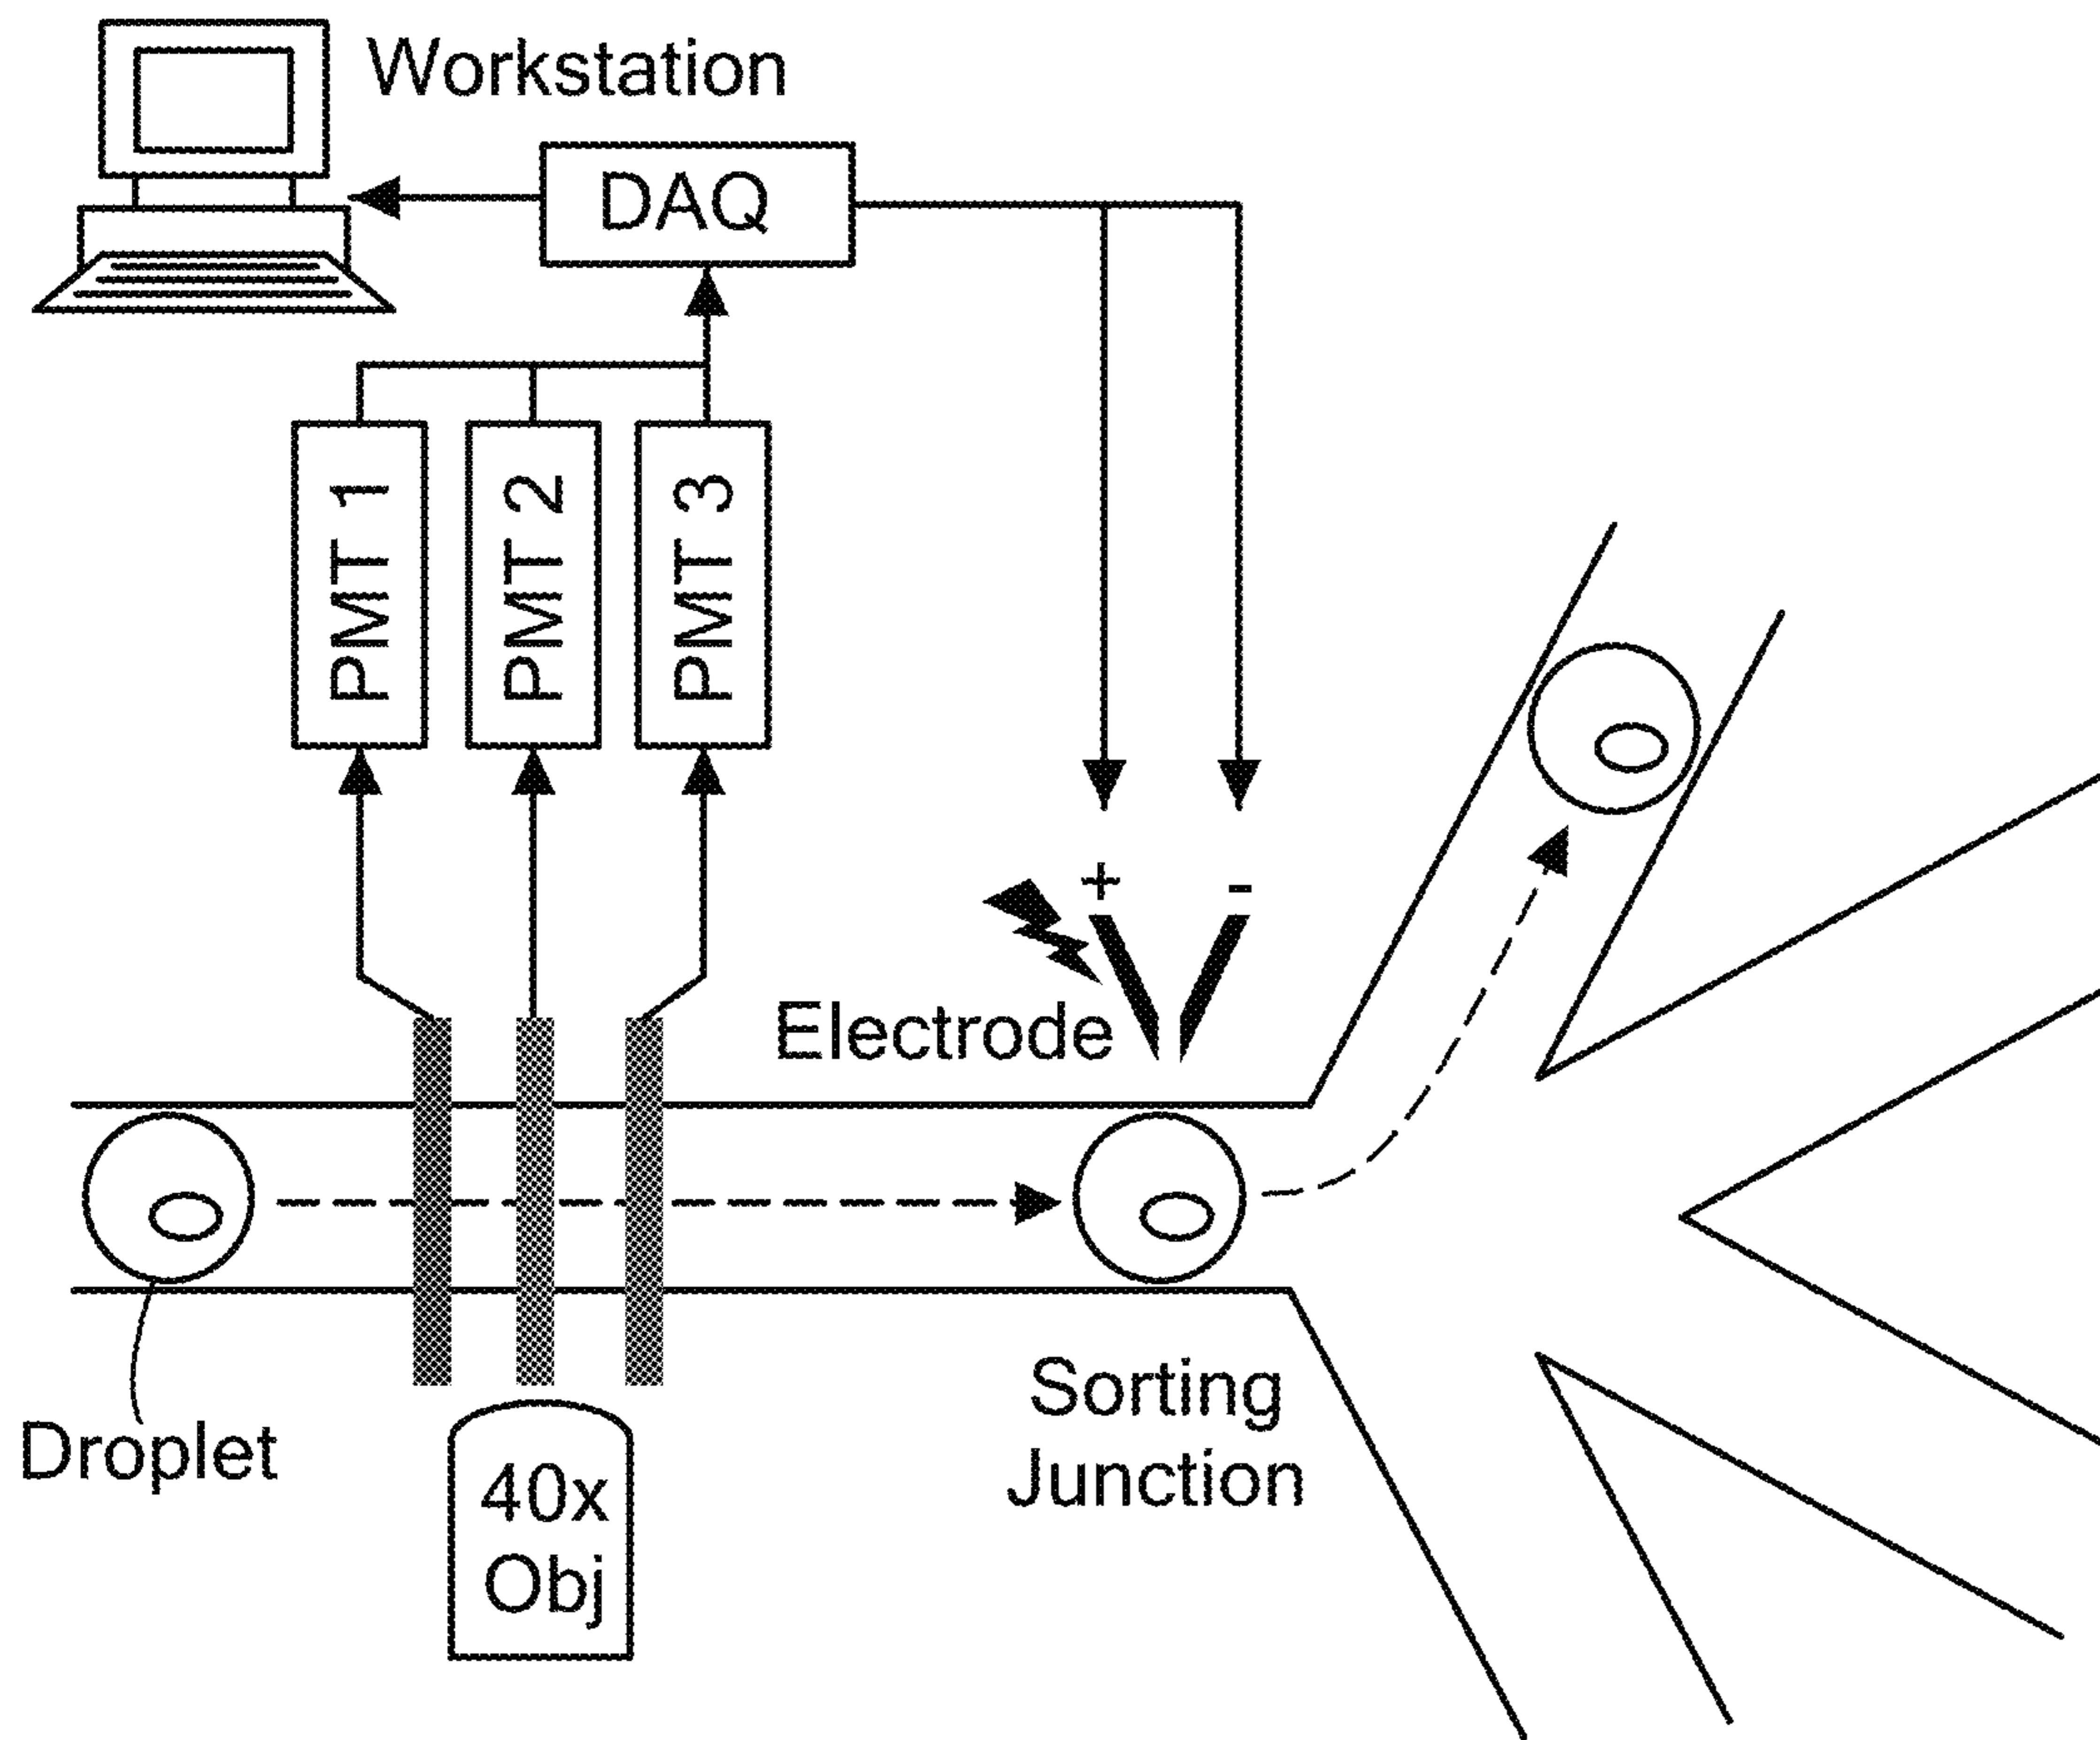 Workstation
DAQ
PMT 1
PMT 2
PMT 3
+
-
Electrode
Droplet
Sorting
Junction
40x
Obj